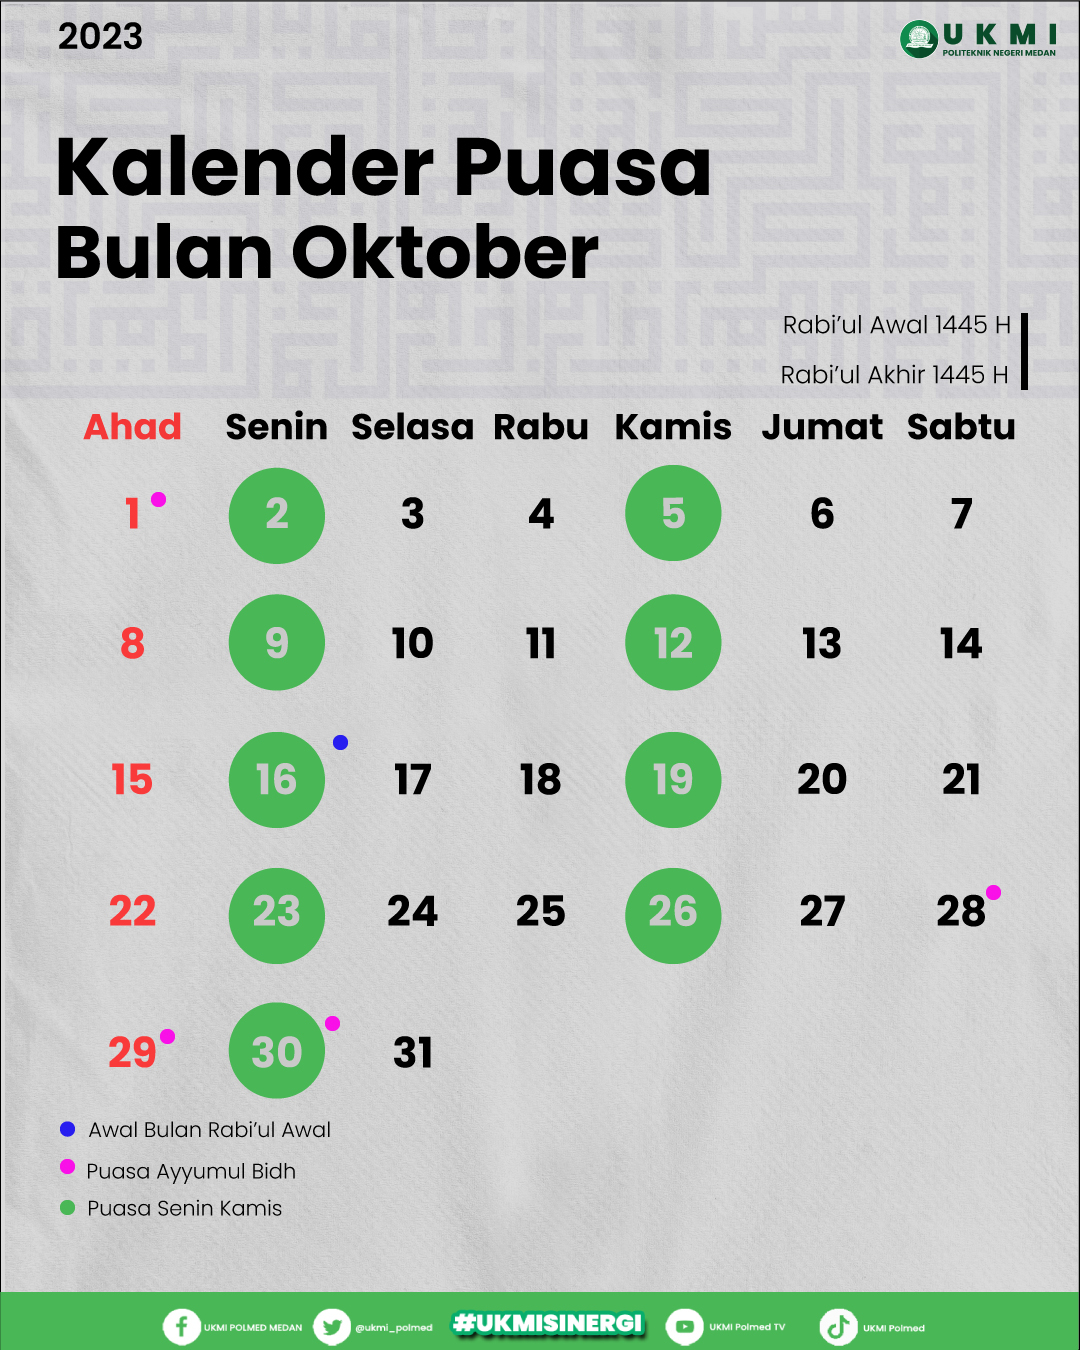 2023
UKMI
POLITEKNIK NEGERI MEDAN
Kalender Puasa
Bulan Oktober
Rabi'ul Awal 1445 H
Rabi'ul Akhir 1445 H
Ahad Senin Selasa Rabu Kamis Jumat Sabtu
1 2 3 4 5 6 7
8 9 10 11 12 13 14
15 16 17 18 19 20 21
22 23 24 25 26 27 28
29 30 31
Awal Bulan Rabi'ul Awal
Puasa Ayyumul Bidh
Puasa Senin Kamis
UKMI POLMED MEDAN @ukmi_polmed #UKMISINERGI UKMI Polmed TV UKMI Polmed